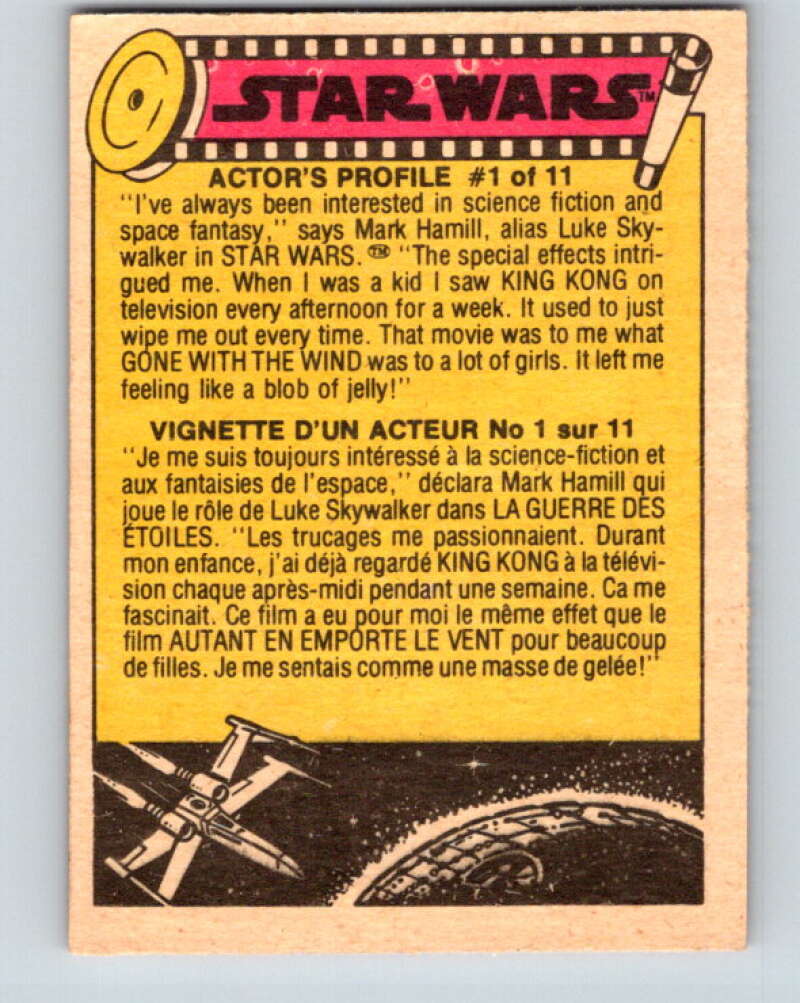 STAR WARS™
ACTOR'S PROFILE #1 of 11
"I've always been interested in science fiction and
space fantasy," says Mark Hamill, alias Luke Sky-
walker in STAR WARS.™ "The special effects intri-
gued me. When I was a kid I saw KING KONG on
television every afternoon for a week. It used to just
wipe me out every time. That movie was to me what
GONE WITH THE WIND was to a lot of girls. It left me
feeling like a blob of jelly!"
VIGNETTE D'UN ACTEUR No 1 sur 11
"Je me suis toujours intéressé à la science-fiction et
aux fantaisies de l'espace," déclara Mark Hamill qui
joue le rôle de Luke Skywalker dans LA GUERRE DES
ÉTOILES. "Les trucages me passionnaient. Durant
mon enfance, j'ai déjà regardé KING KONG à la télévi-
sion chaque après-midi pendant une semaine. Ca me
fascinait. Ce film a eu pour moi le même effet que le
film AUTANT EN EMPORTE LE VENT pour beaucoup
de filles. Je me sentais comme une masse de gelée!"